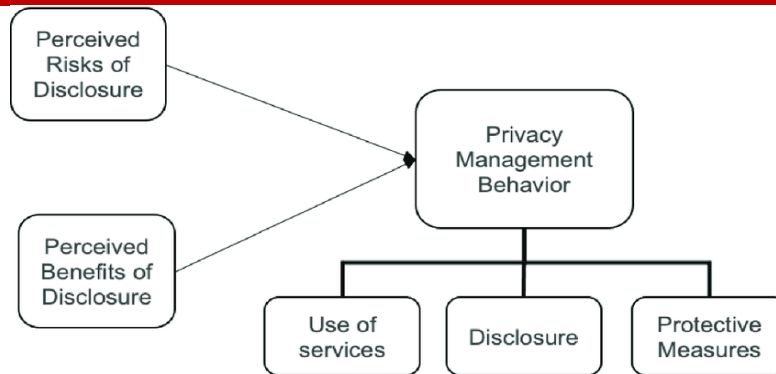 Perceived
Risks of
Disclosure
Privacy
Management
Behavior
Perceived
Benefits of
Disclosure
Use of
services
Disclosure
Protective
Measures